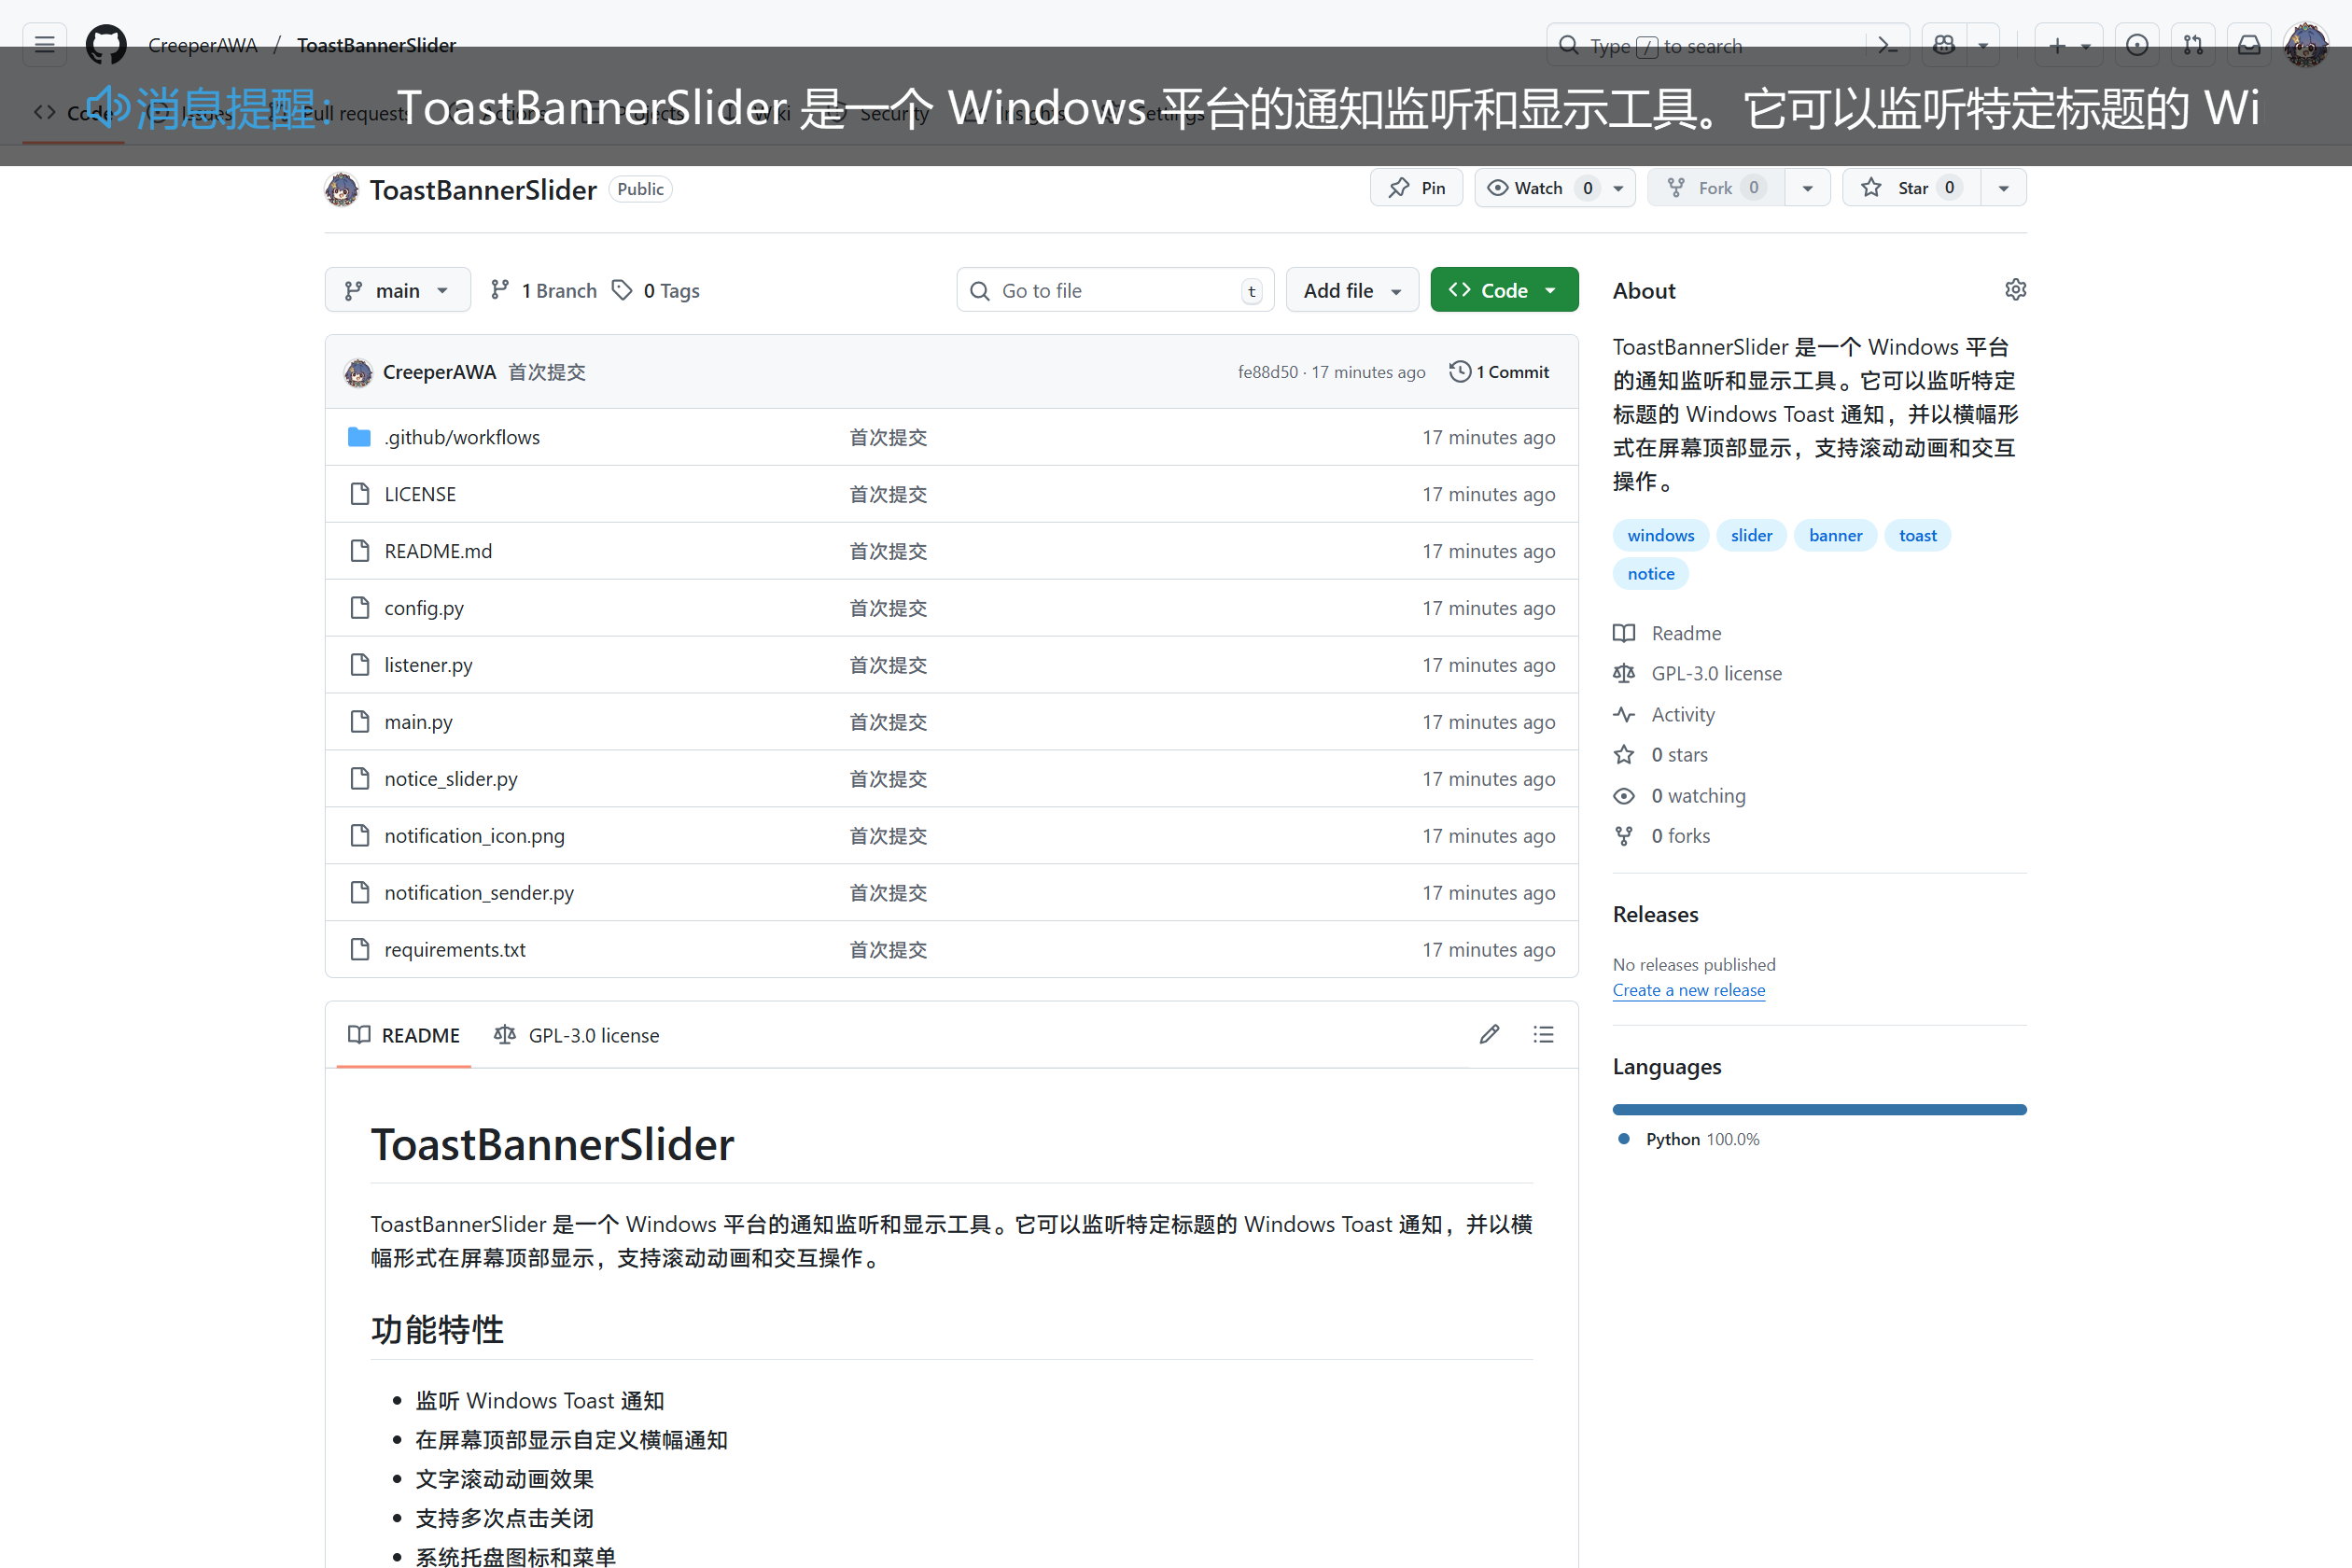 CreeperAWA / ToastBannerSlider
Type / to search
消息提醒： ToastBannerSlider 是一个 Windows 平台的通知监听和显示工具。它可以监听特定标题的 Wi
Code Issues Pull requests Actions Projects Wiki Security Insights Settings
ToastBannerSlider Public
Pin Watch 0 Fork 0 Star 0
main 1 Branch 0 Tags
Go to file t Add file Code
CreeperAWA 首次提交 fe88d50 · 17 minutes ago 1 Commit
.github/workflows 首次提交 17 minutes ago
LICENSE 首次提交 17 minutes ago
README.md 首次提交 17 minutes ago
config.py 首次提交 17 minutes ago
listener.py 首次提交 17 minutes ago
main.py 首次提交 17 minutes ago
notice_slider.py 首次提交 17 minutes ago
notification_icon.png 首次提交 17 minutes ago
notification_sender.py 首次提交 17 minutes ago
requirements.txt 首次提交 17 minutes ago
README GPL-3.0 license
ToastBannerSlider
ToastBannerSlider 是一个 Windows 平台的通知监听和显示工具。它可以监听特定标题的 Windows Toast 通知，并以横
幅形式在屏幕顶部显示，支持滚动动画和交互操作。
功能特性
监听 Windows Toast 通知
在屏幕顶部显示自定义横幅通知
文字滚动动画效果
支持多次点击关闭
系统托盘图标和菜单
About
ToastBannerSlider 是一个 Windows 平台
的通知监听和显示工具。它可以监听特定
标题的 Windows Toast 通知，并以横幅形
式在屏幕顶部显示，支持滚动动画和交互
操作。
windows slider banner toast
notice
Readme
GPL-3.0 license
Activity
0 stars
0 watching
0 forks
Releases
No releases published
Create a new release
Languages
Python 100.0%